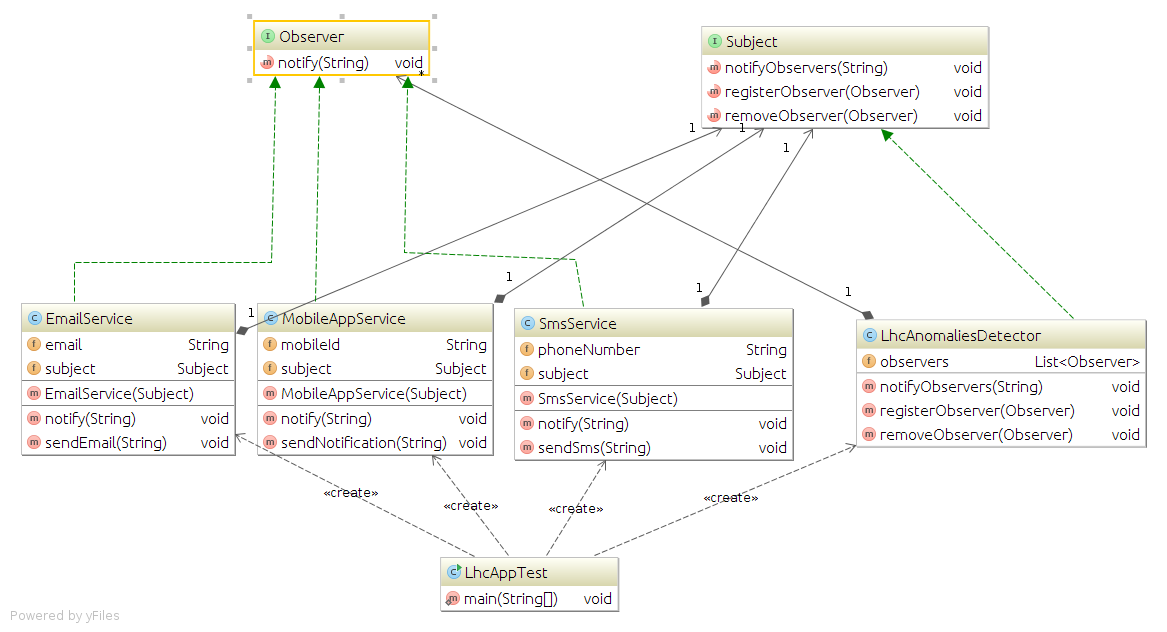 I Observer
m notify(String) void
*
I Subject
m notifyObservers(String) void
m registerObserver(Observer) void
m removeObserver(Observer) void
1
1
1
1
1
1
1
C EmailService
f email String
f subject Subject
m EmailService(Subject)
m notify(String) void
m sendEmail(String) void
C MobileAppService
f mobileId String
f subject Subject
m MobileAppService(Subject)
m notify(String) void
m sendNotification(String) void
C SmsService
f phoneNumber String
f subject Subject
m SmsService(Subject)
m notify(String) void
m sendSms(String) void
C LhcAnomaliesDetector
f observers List<Observer>
m notifyObservers(String) void
m registerObserver(Observer) void
m removeObserver(Observer) void
«create»
«create»
«create»
«create»
C LhcAppTest
m main(String[]) void
Powered by yFiles